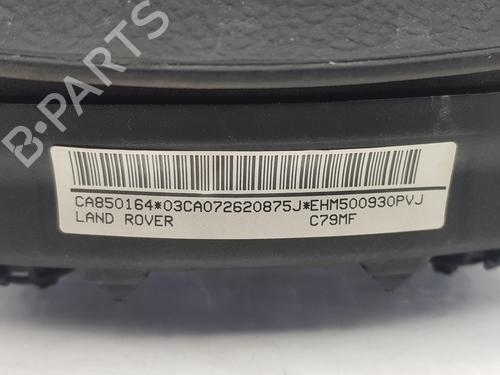 B-PARTS
CA850164*03CA072620875J*EHM500930PVJ
LAND ROVER C79MF